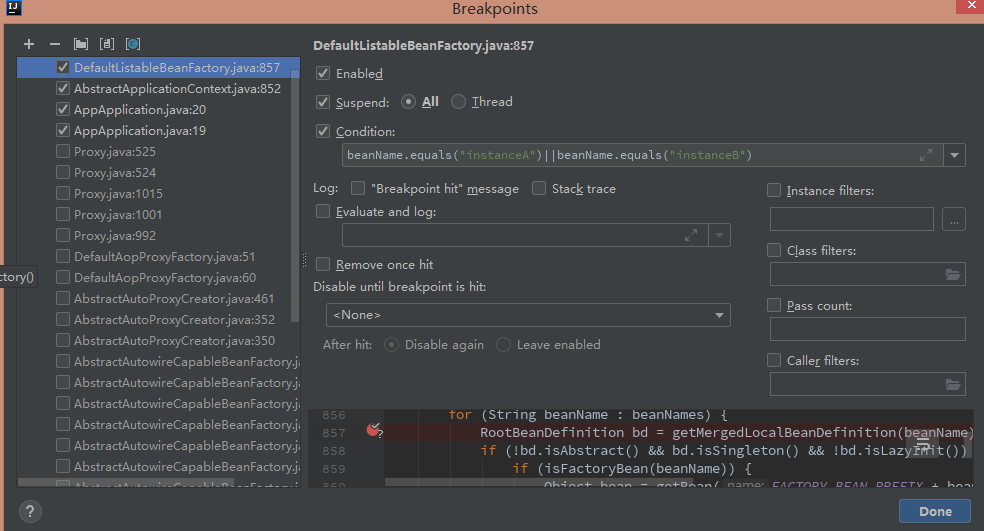 Breakpoints
DefaultListableBeanFactory.java:857
AbstractApplicationContext.java:852
AppApplication.java:20
AppApplication.java:19
Proxy.java:525
Proxy.java:524
Proxy.java:1015
Proxy.java:1001
Proxy.java:992
DefaultAopProxyFactory.java:51
ctory()
DefaultAopProxyFactory.java:60
AbstractAutoProxyCreator.java:461
AbstractAutoProxyCreator.java:352
AbstractAutoProxyCreator.java:350
AbstractAutowireCapableBeanFactory.ja
AbstractAutowireCapableBeanFactory.ja
AbstractAutowireCapableBeanFactory.ja
AbstractAutowireCapableBeanFactory.ja
AbstractAutowireCapableBeanFactory.ja
AbstractAutowireCapableBeanFactory.ja
AbstractAutowireCapableBeanFactory.ja
DefaultListableBeanFactory.java:857
Enabled
Suspend: All Thread
Condition:
beanName.equals("instanceA")||beanName.equals("instanceB")
Log: "Breakpoint hit" message Stack trace
Evaluate and log:
Remove once hit
Disable until breakpoint is hit:
<None>
After hit: Disable again Leave enabled
Instance filters:
...
Class filters:
Pass count:
Caller filters:
856 for (String beanName : beanNames) {
857 RootBeanDefinition bd = getMergedLocalBeanDefinition(beanName)
858 if (!bd.isAbstract() && bd.isSingleton() && !bd.isLazyInit())
859 if (isFactoryBean(beanName)) {
860 Object bean = getBean( name: FACTORY_BEAN_PREFIX + bea
? Done